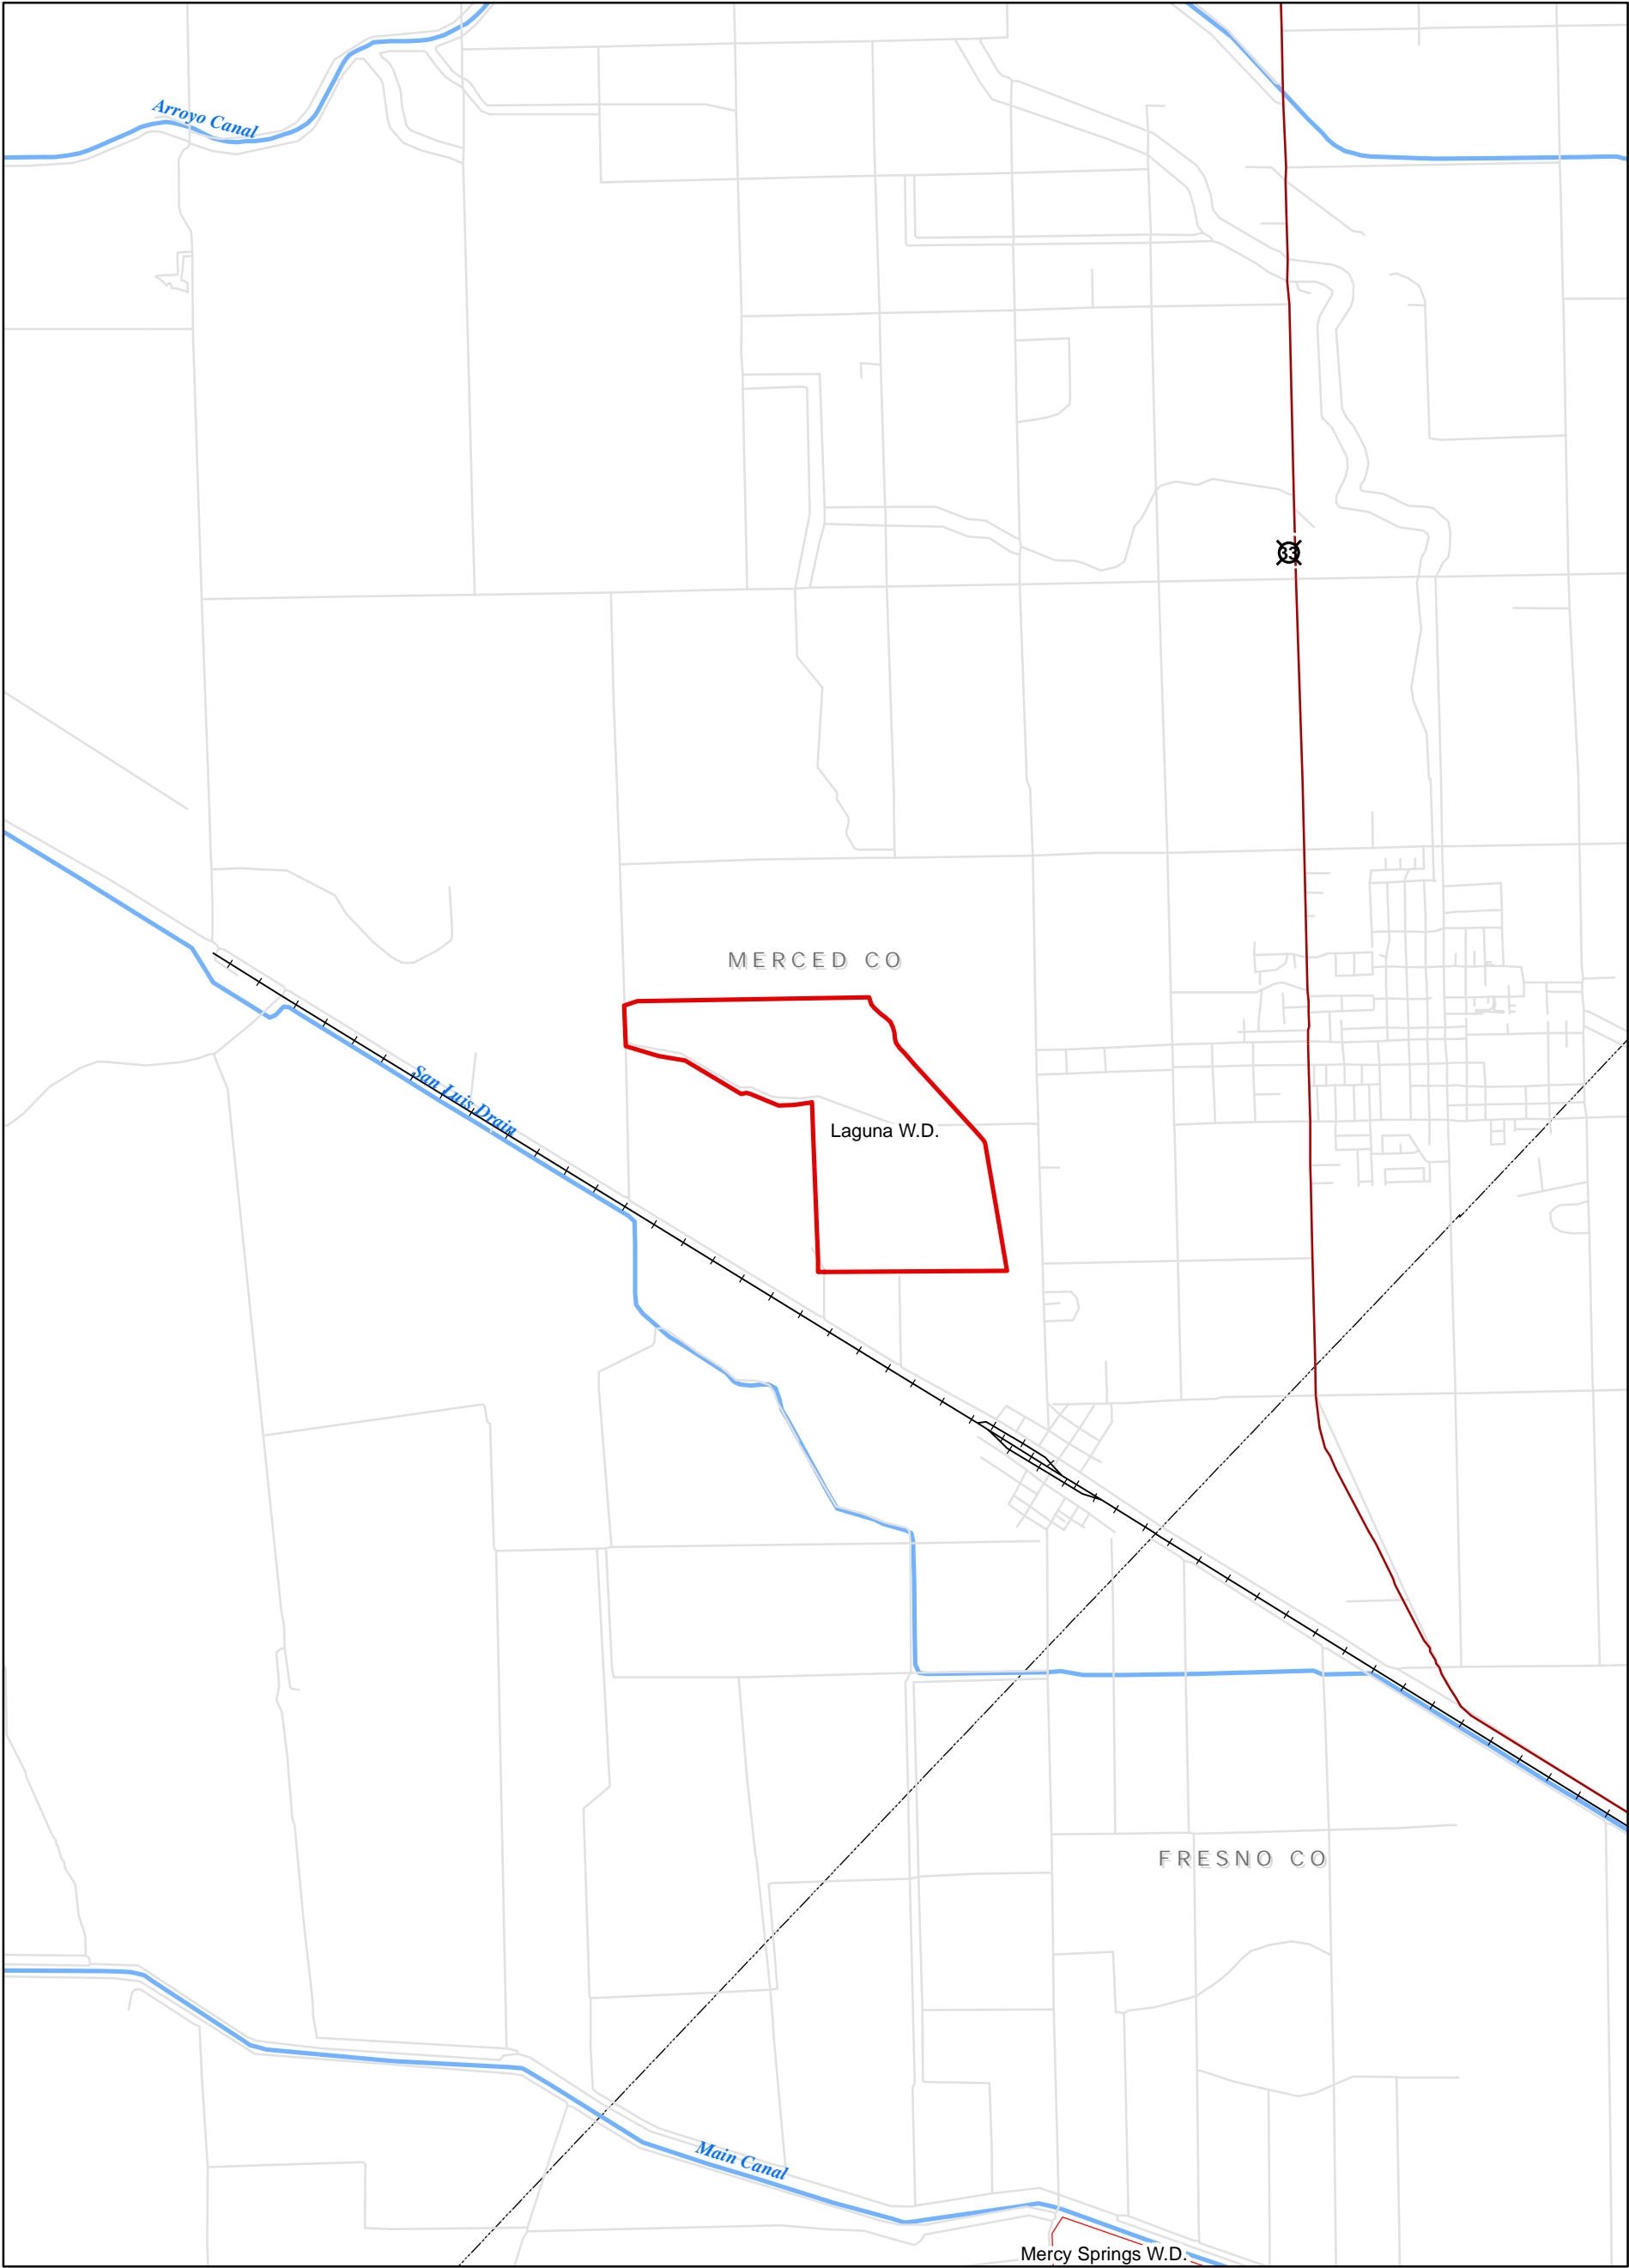 Arroyo Canal
33
MERCED CO
San Luis Drain
Laguna W.D.
FRESNO CO
Main Canal
Mercy Springs W.D.